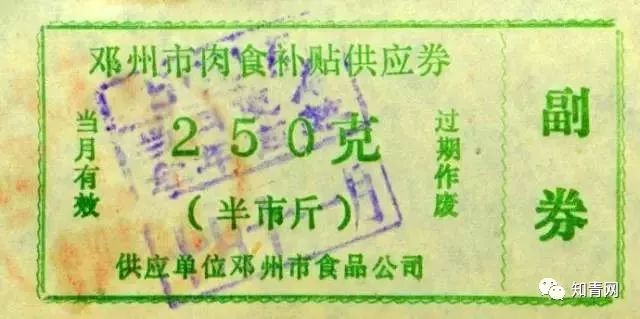 邓州市肉食补贴供应券
当月有效
250克
过期作废
(半市斤)
供应单位邓州市食品公司
副券
知青网